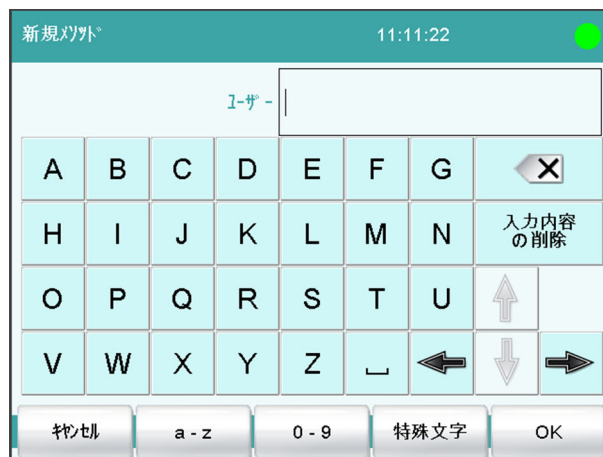 新規ﾒｿｯﾄﾞ 11:11:22
ﾕｰｻﾞｰ
A B C D E F G
H I J K L M N 入力内容
の削除
O P Q R S T U
V W X Y Z
ｷｬﾝｾﾙ a - z 0 - 9 特殊文字 OK